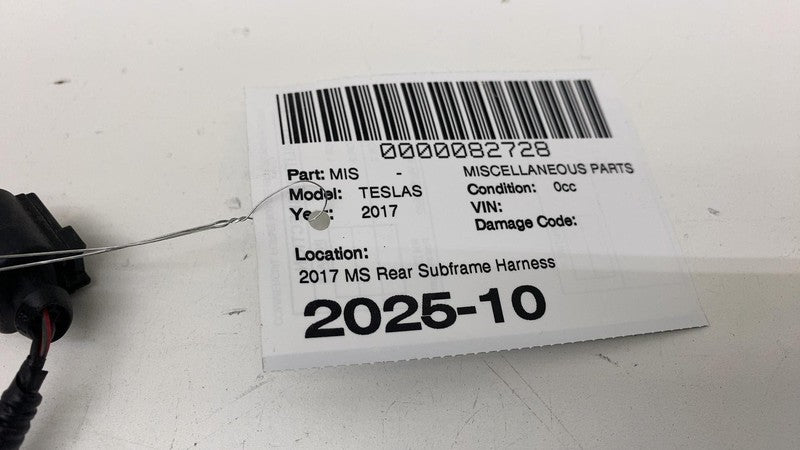 0000082728
Part: MIS - MISCELLANEOUS PARTS
Model: TESLAS Condition: 0cc
Year: 2017 VIN:
Damage Code:
Location:
2017 MS Rear Subframe Harness
2025-10